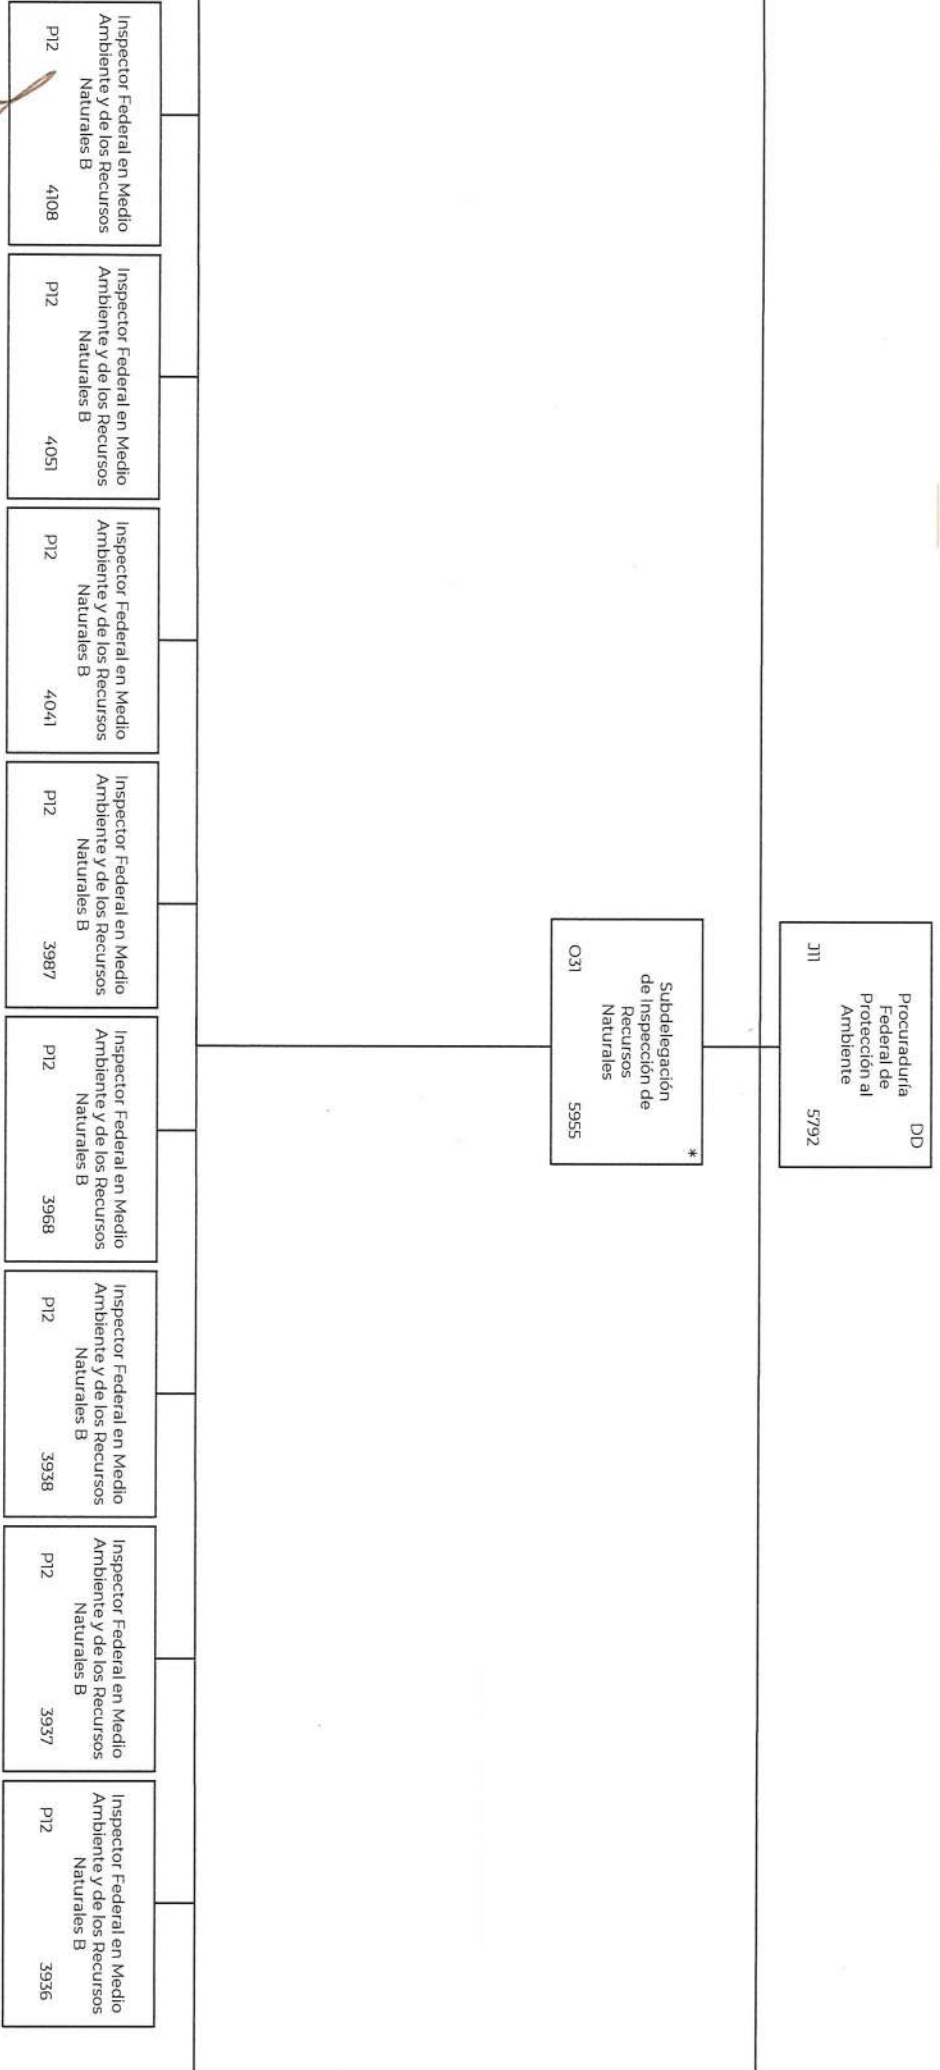 DD
Procuraduría
Federal de
Protección al
Ambiente
J11 5792
*
Subdelegación
de Inspección de
Recursos
Naturales
O31 5955
Inspector Federal en Medio
Ambiente y de los Recursos
Naturales B
P12 4108
Inspector Federal en Medio
Ambiente y de los Recursos
Naturales B
P12 4051
Inspector Federal en Medio
Ambiente y de los Recursos
Naturales B
P12 4041
Inspector Federal en Medio
Ambiente y de los Recursos
Naturales B
P12 3987
Inspector Federal en Medio
Ambiente y de los Recursos
Naturales B
P12 3968
Inspector Federal en Medio
Ambiente y de los Recursos
Naturales B
P12 3938
Inspector Federal en Medio
Ambiente y de los Recursos
Naturales B
P12 3937
Inspector Federal en Medio
Ambiente y de los Recursos
Naturales B
P12 3936